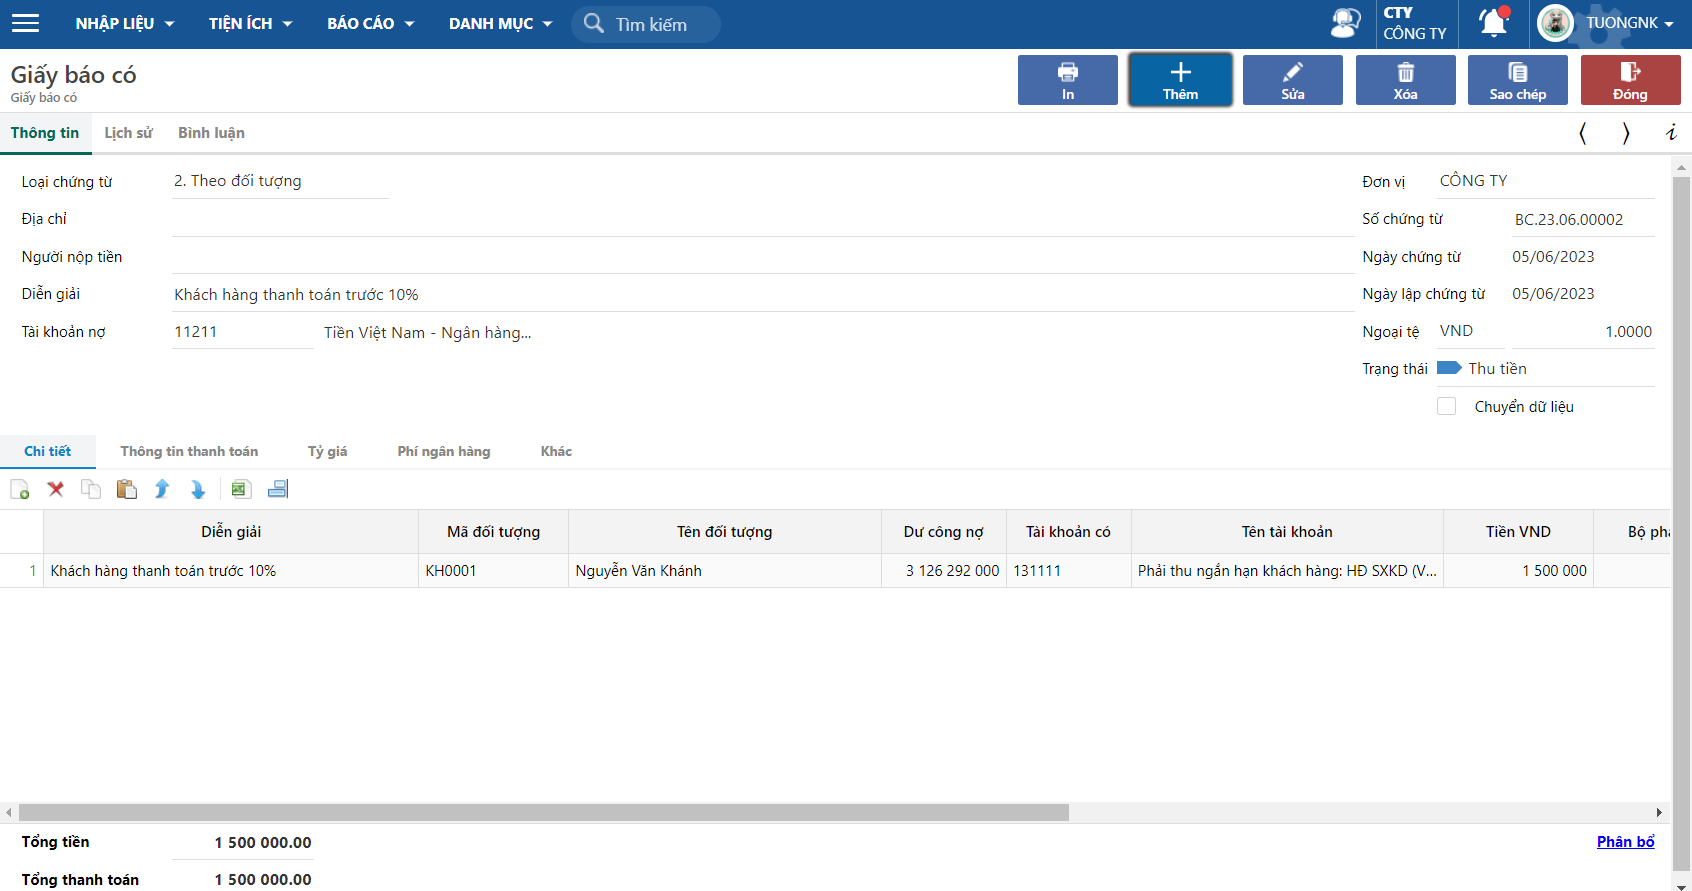 NHẬP LIỆU TIỆN ÍCH BÁO CÁO DANH MỤC Tìm kiếm CTY CÔNG TY TUONGNK
Giấy báo có
Giấy báo có
In Thêm Sửa Xóa Sao chép Đóng
Thông tin Lịch sử Bình luận
Loại chứng từ 2. Theo đối tượng Đơn vị CÔNG TY
Địa chỉ Số chứng từ BC.23.06.00002
Người nộp tiền Ngày chứng từ 05/06/2023
Diễn giải Khách hàng thanh toán trước 10% Ngày lập chứng từ 05/06/2023
Tài khoản nợ 11211 Tiền Việt Nam - Ngân hàng... Ngoại tệ VND 1.0000
Trạng thái Thu tiền
Chuyển dữ liệu
Chi tiết Thông tin thanh toán Tỷ giá Phí ngân hàng Khác
Diễn giải Mã đối tượng Tên đối tượng Dư công nợ Tài khoản có Tên tài khoản Tiền VND Bộ
1 Khách hàng thanh toán trước 10% KH0001 Nguyễn Văn Khánh 3 126 292 000 131111 Phải thu ngắn hạn khách hàng: HĐ SXKD (V... 1 500 000
Tổng tiền 1 500 000.00 Phân bổ
Tổng thanh toán 1 500 000.00